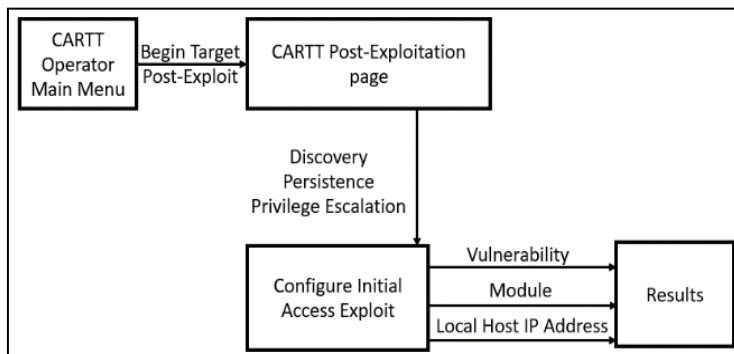 CARTT
Operator
Main Menu
Begin Target
Post-Exploit
CARTT Post-Exploitation
page
Discovery
Persistence
Privilege Escalation
Configure Initial
Access Exploit
Vulnerability
Module
Local Host IP Address
Results